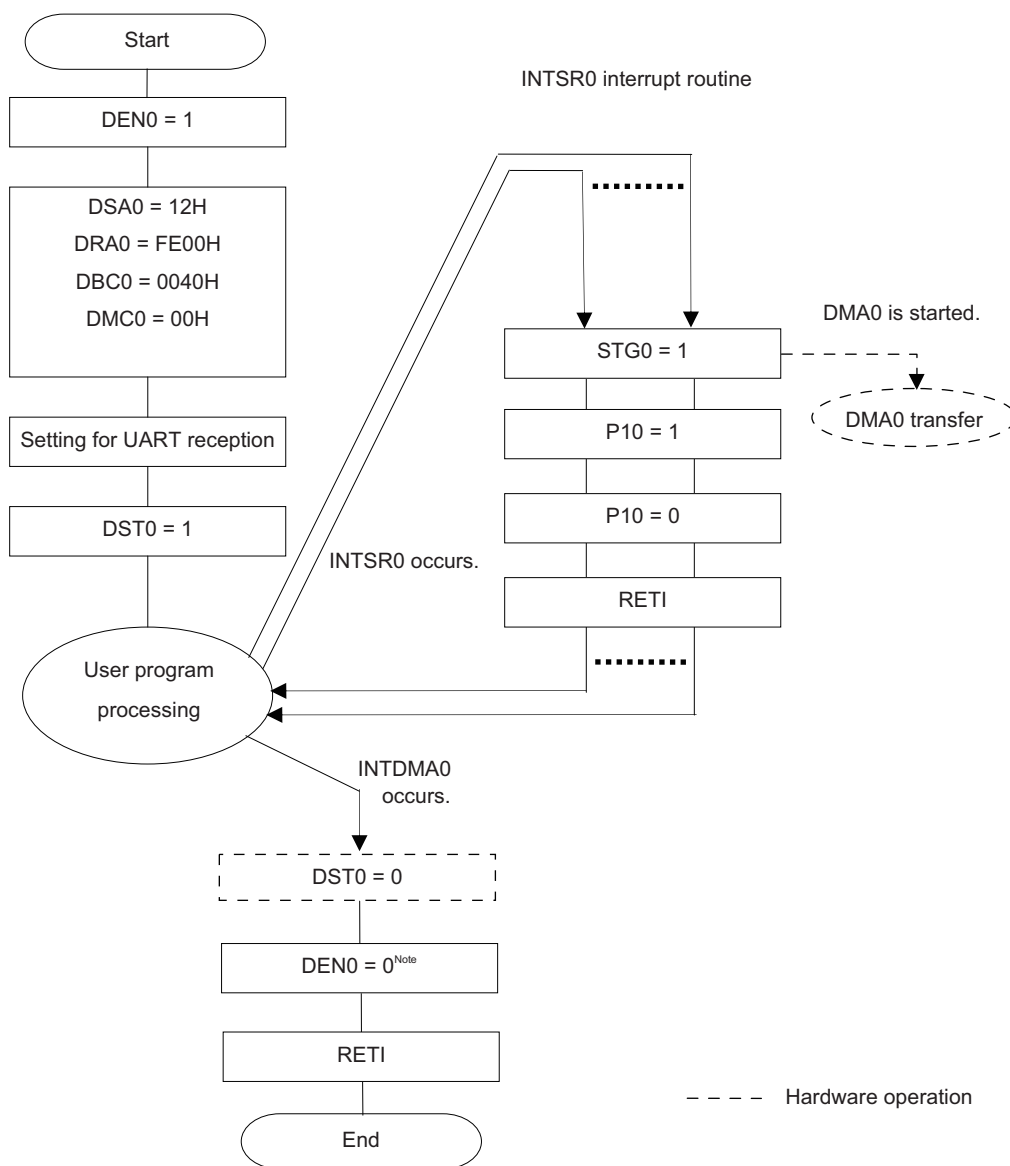 Start
DEN0 = 1
DSA0 = 12H
DRA0 = FE00H
DBC0 = 0040H
DMC0 = 00H
Setting for UART reception
DST0 = 1
User program
processing
INTSR0 occurs.
INTSR0 interrupt routine
STG0 = 1
DMA0 is started.
DMA0 transfer
P10 = 1
P10 = 0
RETI
INTDMA0
occurs.
DST0 = 0
DEN0 = 0Note
RETI
End
Hardware operation